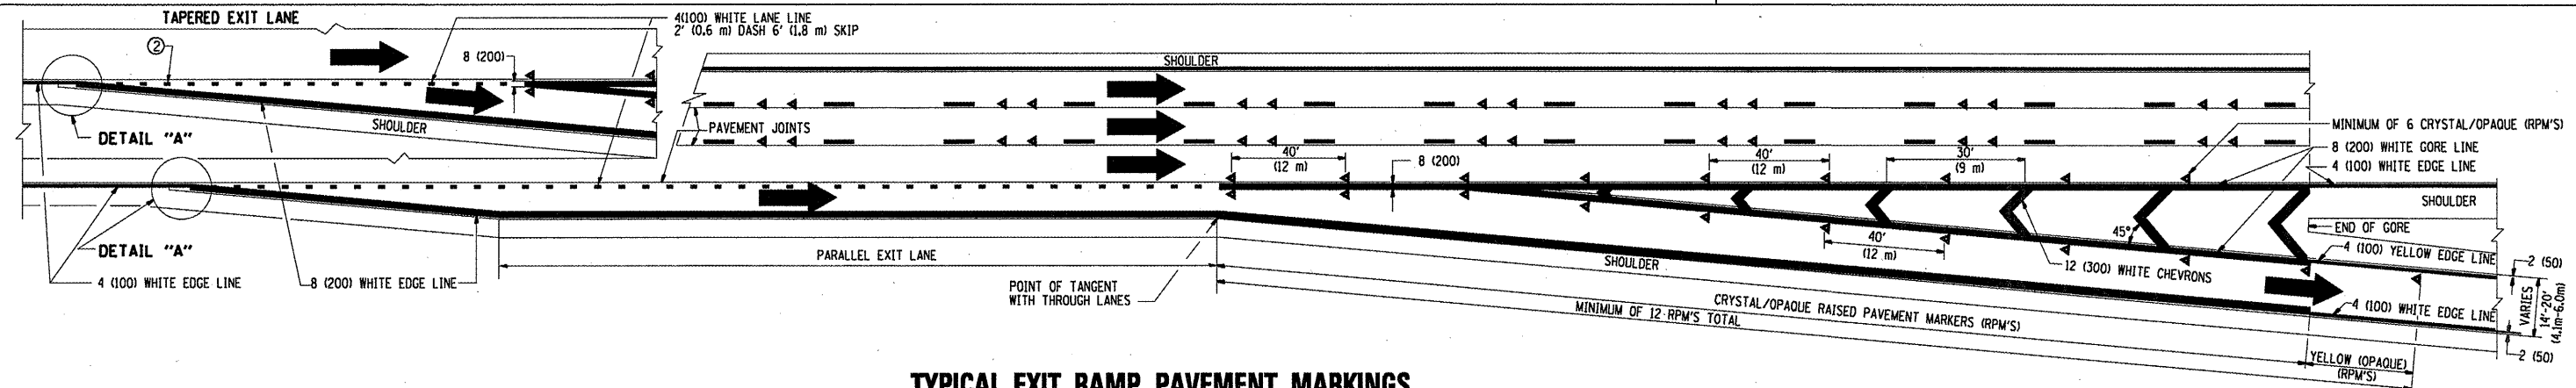 TAPERED EXIT LANE
4(100) WHITE LANE LINE
2' (0.6 m) DASH 6' (1.8 m) SKIP
②
8 (200)
SHOULDER
DETAIL "A"
SHOULDER
PAVEMENT JOINTS
40'
(12 m)
8 (200)
40'
(12 m)
30'
(9 m)
MINIMUM OF 6 CRYSTAL/OPAQUE (RPM'S)
8 (200) WHITE GORE LINE
4 (100) WHITE EDGE LINE
SHOULDER
END OF GORE
45°
DETAIL "A"
4 (100) WHITE EDGE LINE
8 (200) WHITE EDGE LINE
PARALLEL EXIT LANE
POINT OF TANGENT
WITH THROUGH LANES
40'
(12 m)
SHOULDER
12 (300) WHITE CHEVRONS
4 (100) YELLOW EDGE LINE
2 (50)
VARIES
14'-20'
(4.1m-6.0m)
4 (100) WHITE EDGE LINE
2 (50)
CRYSTAL/OPAQUE RAISED PAVEMENT MARKERS (RPM'S)
MINIMUM OF 12 RPM'S TOTAL
YELLOW (OPAQUE)
(RPM'S)
TYPICAL EXIT RAMP PAVEMENT MARKINGS